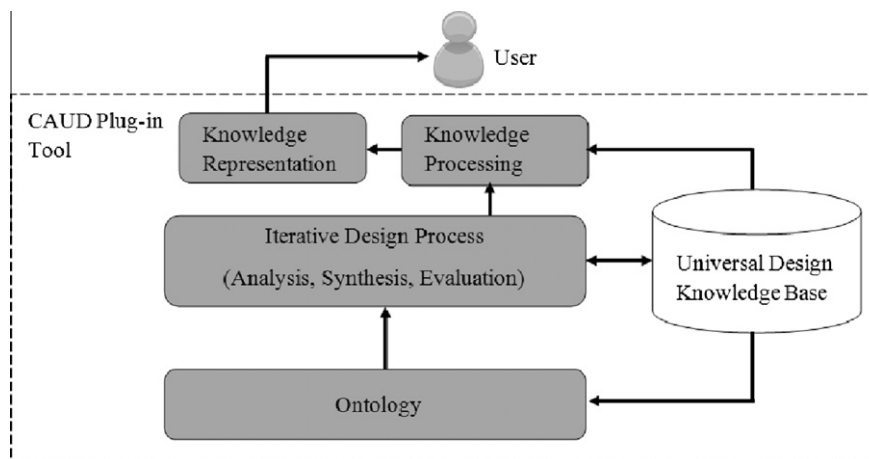 User
CAUD Plug-in
Tool
Knowledge
Representation
Knowledge
Processing
Iterative Design Process
(Analysis, Synthesis, Evaluation)
Universal Design
Knowledge Base
Ontology